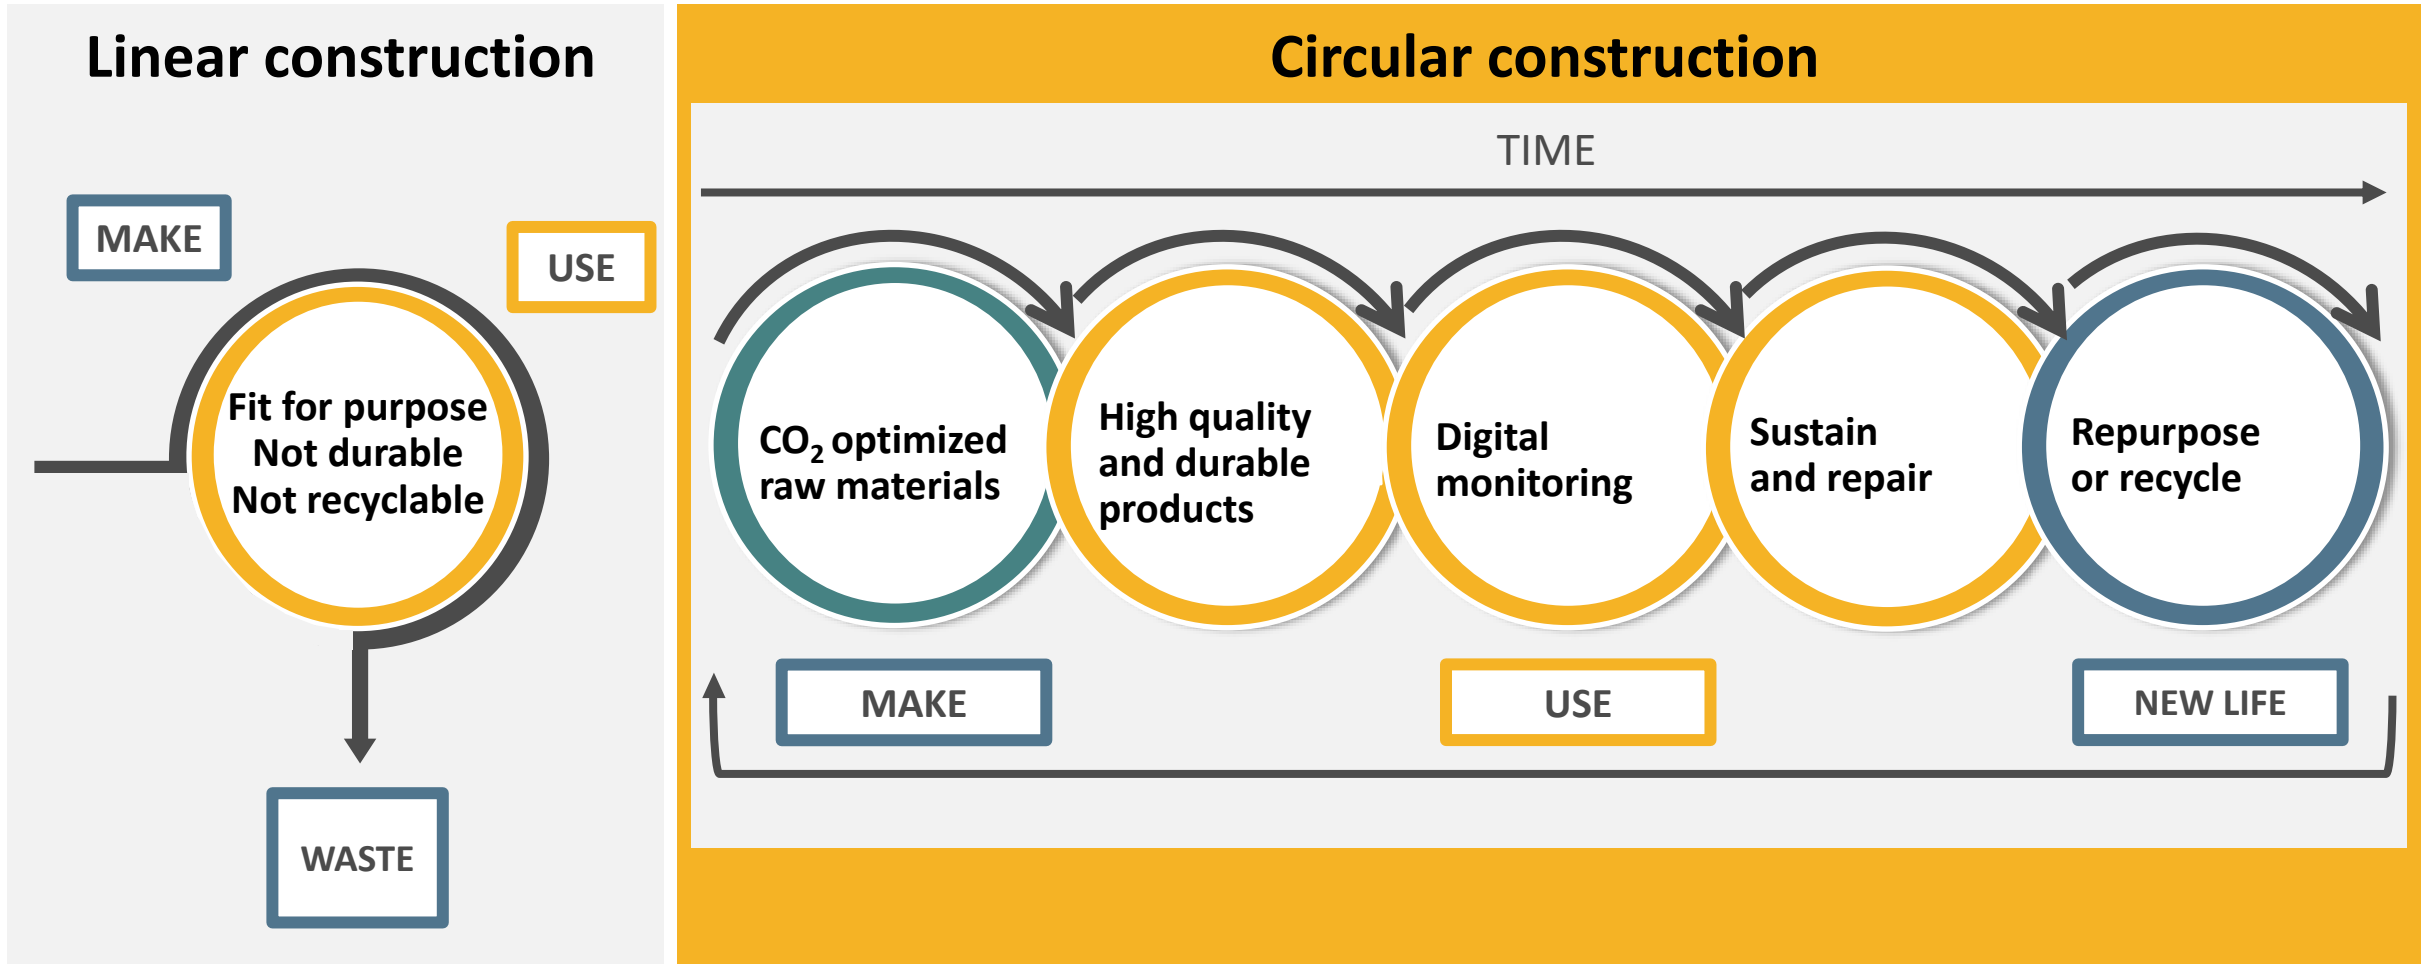 Linear construction
MAKE
USE
Fit for purpose
Not durable
Not recyclable
WASTE
Circular construction
TIME
CO₂ optimized
raw materials
High quality
and durable
products
Digital
monitoring
Sustain
and repair
Repurpose
or recycle
MAKE
USE
NEW LIFE